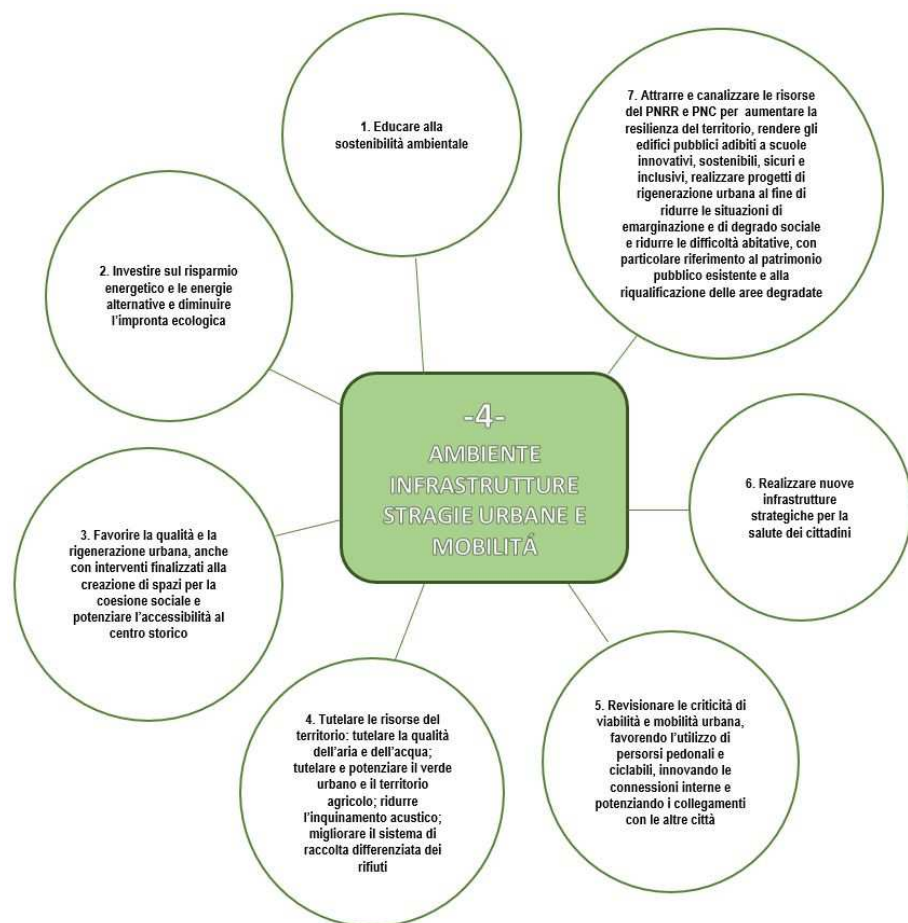 1. Educare alla
sostenibilità ambientale
2. Investire sul risparmio
energetico e le energie
alternative e diminuire
l'impronta ecologica
3. Favorire la qualità e la
rigenerazione urbana, anche
con interventi finalizzati alla
creazione di spazi per la
coesione sociale e
potenziare l'accessibilità al
centro storico
4. Tutelare le risorse del
territorio: tutelare la qualità
dell'aria e dell'acqua;
tutelare e potenziare il verde
urbano e il territorio
agricolo; ridurre
l'inquinamento acustico;
migliorare il sistema di
raccolta differenziata dei
rifiuti
5. Revisionare le criticità di
viabilità e mobilità urbana,
favorendo l'utilizzo di
persorsi pedonali e
ciclabili, innovando le
connessioni interne e
potenziando i collegamenti
con le altre città
6. Realizzare nuove
infrastrutture
strategiche per la
salute dei cittadini
7. Attrarre e canalizzare le risorse
del PNRR e PNC per aumentare la
resilienza del territorio, rendere gli
edifici pubblici adibiti a scuole
innovativi, sostenibili, sicuri e
inclusivi, realizzare progetti di
rigenerazione urbana al fine di
ridurre le situazioni di
emarginazione e di degrado sociale
e ridurre le difficoltà abitative, con
particolare riferimento al patrimonio
pubblico esistente e alla
riqualificazione delle aree degradate
-4-
AMBIENTE
INFRASTRUTTURE
STRAGIE URBANE E
MOBILITÁ